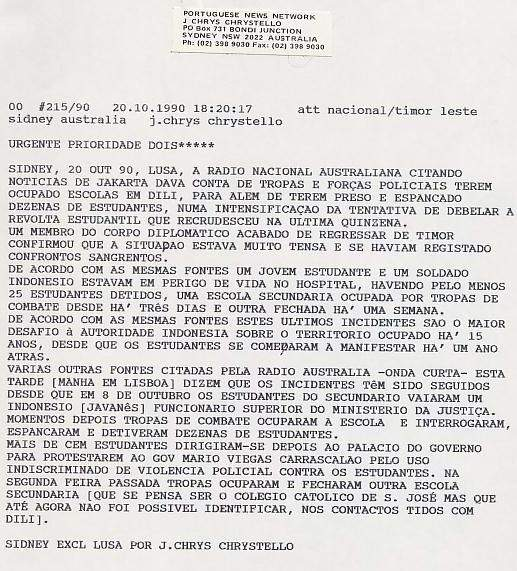 PORTUGUESE NEWS NETWORK
J CHRYS CHRYSTELLO
PO Box 731 BONDI JUNCTION
SYDNEY NSW 2022 AUSTRALIA
Ph: (02) 398 9030 Fax: (02) 398 9030
00 #215/90 20.10.1990 18:20:17 att nacional/timor leste
sidney australia j.chrys chrystello
URGENTE PRIORIDADE DOIS*****
SIDNEY, 20 OUT 90, LUSA, A RADIO NACIONAL AUSTRALIANA CITANDO
NOTICIAS DE JAKARTA DAVA CONTA DE TROPAS E FORÇAS POLICIAIS TEREM
OCUPADO ESCOLAS EM DILI, PARA ALEM DE TEREM PRESO E ESPANCADO
DEZENAS DE ESTUDANTES, NUMA INTENSIFICAÇAO DA TENTATIVA DE DEBELAR A
REVOLTA ESTUDANTIL QUE RECRUDESCEU NA ULTIMA QUINZENA.
UM MEMBRO DO CORPO DIPLOMATICO ACABADO DE REGRESSAR DE TIMOR
CONFIRMOU QUE A SITUAPAO ESTAVA MUITO TENSA E SE HAVIAM REGISTADO
CONFRONTOS SANGRENTOS.
DE ACORDO COM AS MESMAS FONTES UM JOVEM ESTUDANTE E UM SOLDADO
INDONESIO ESTAVAM EM PERIGO DE VIDA NO HOSPITAL, HAVENDO PELO MENOS
25 ESTUDANTES DETIDOS, UMA ESCOLA SECUNDARIA OCUPADA POR TROPAS DE
COMBATE DESDE HA' TRêS DIAS E OUTRA FECHADA HA' UMA SEMANA.
DE ACORDO COM AS MESMAS FONTES ESTES ULTIMOS INCIDENTES SAO O MAIOR
DESAFIO à AUTORIDADE INDONESIA SOBRE O TERRITORIO OCUPADO HA' 15
ANOS, DESDE QUE OS ESTUDANTES SE COMEPARAM A MANIFESTAR HA' UM ANO
ATRAS.
VARIAS OUTRAS FONTES CITADAS PELA RADIO AUSTRALIA -ONDA CURTA- ESTA
TARDE [MANHA EM LISBOA] DIZEM QUE OS INCIDENTES TêM SIDO SEGUIDOS
DESDE QUE EM 8 DE OUTUBRO OS ESTUDANTES DO SECUNDARIO VAIARAM UM
INDONESIO [JAVANêS] FUNCIONARIO SUPERIOR DO MINISTERIO DA JUSTIÇA.
MOMENTOS DEPOIS TROPAS DE COMBATE OCUPARAM A ESCOLA E INTERROGARAM,
ESPANCARAM E DETIVERAM DEZENAS DE ESTUDANTES.
MAIS DE CEM ESTUDANTES DIRIGIRAM-SE DEPOIS AO PALACIO DO GOVERNO
PARA PROTESTAREM AO GOV MARIO VIEGAS CARRASCALAO PELO USO
INDISCRIMINADO DE VIOLENCIA POLICIAL CONTRA OS ESTUDANTES. NA
SEGUNDA FEIRA PASSADA TROPAS OCUPARAM E FECHARAM OUTRA ESCOLA
SECUNDARIA [QUE SE PENSA SER O COLEGIO CATOLICO DE S. JOSÉ MAS QUE
ATÉ AGORA NAO FOI POSSIVEL IDENTIFICAR, NOS CONTACTOS TIDOS COM
DILI].
SIDNEY EXCL LUSA POR J.CHRYS CHRYSTELLO